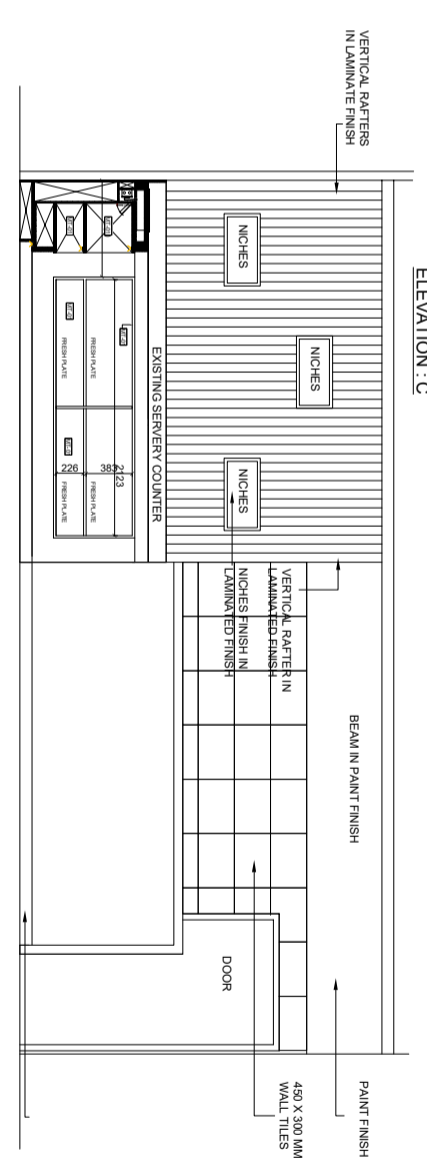 ELEVATION : C
VERTICAL RAFTERS
IN LAMINATE FINISH
NICHES
NICHES
NICHES
EXISTING SERVERY COUNTER
FRESH PLATE
FRESH PLATE
FRESH PLATE
FRESH PLATE
2123
383
226
VERTICAL RAFTER IN
LAMINATED FINISH
NICHES FINISH IN
LAMINATED FINISH
BEAM IN PAINT FINISH
DOOR
PAINT FINISH
450 X 300 MM
WALL TILES